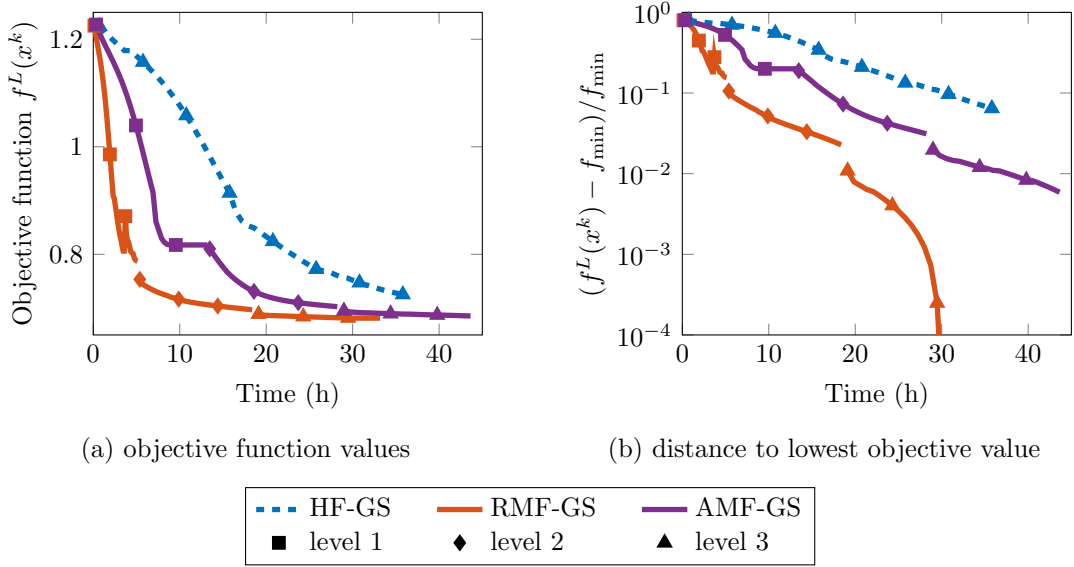 Objective function f^L(x^k)
1.2
1
0.8
0 10 20 30 40
Time (h)
(a) objective function values
(f^L(x^k) − f_min)/f_min
10^0
10^−1
10^−2
10^−3
10^−4
0 10 20 30 40
Time (h)
(b) distance to lowest objective value
HF-GS RMF-GS AMF-GS
level 1 level 2 level 3